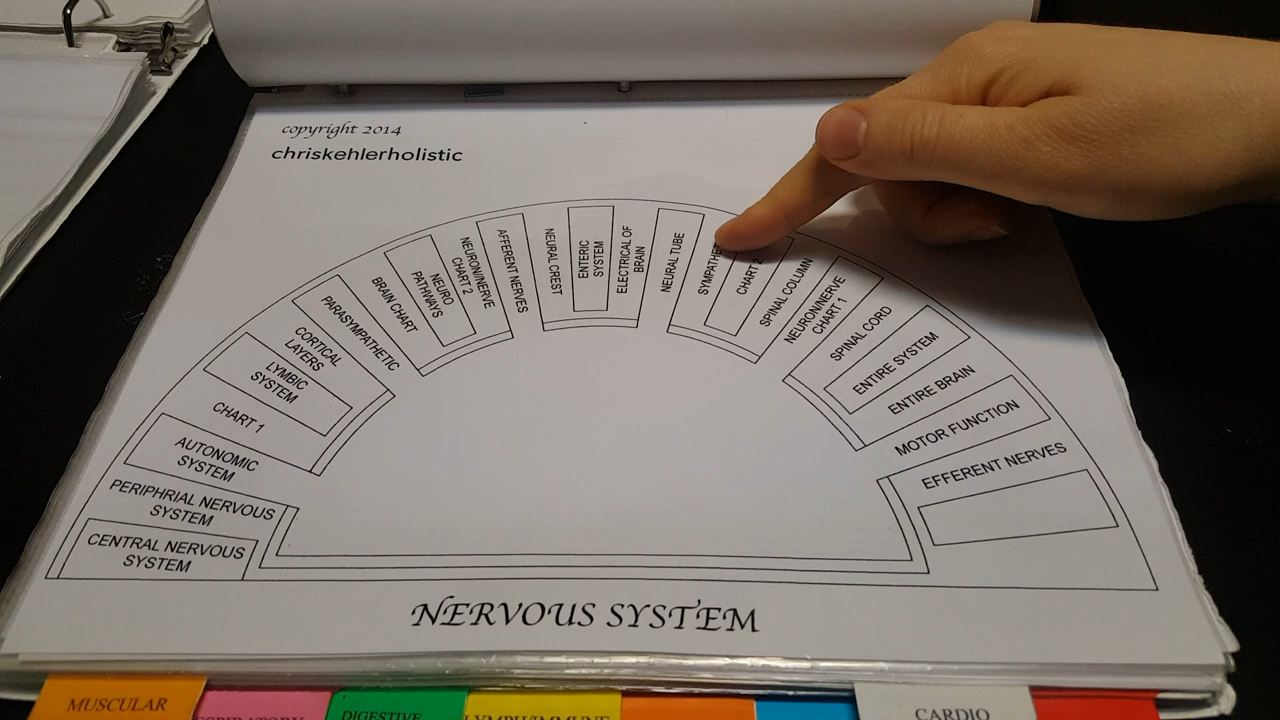 copyright 2014
chriskehlerholistic
CENTRAL NERVOUS
SYSTEM
PERIPHRIAL NERVOUS
SYSTEM
AUTONOMIC
SYSTEM
CHART 1
LYMBIC
SYSTEM
CORTICAL
LAYERS
PARASYMPATHETIC
BRAIN CHART
NEURO
PATHWAYS
NEURON/NERVE
CHART 2
AFFERENT NERVES
NEURAL CREST
ENTERIC
SYSTEM
ELECTRICAL OF
BRAIN
NEURAL TUBE
SYMPATHE
CHART 2
SPINAL COLUMN
NEURON/NERVE
CHART 1
SPINAL CORD
ENTIRE SYSTEM
ENTIRE BRAIN
MOTOR FUNCTION
EFFERENT NERVES
NERVOUS SYSTEM
MUSCULAR
DIGESTIVE
LYMPH/IMMUNE
CARDIO